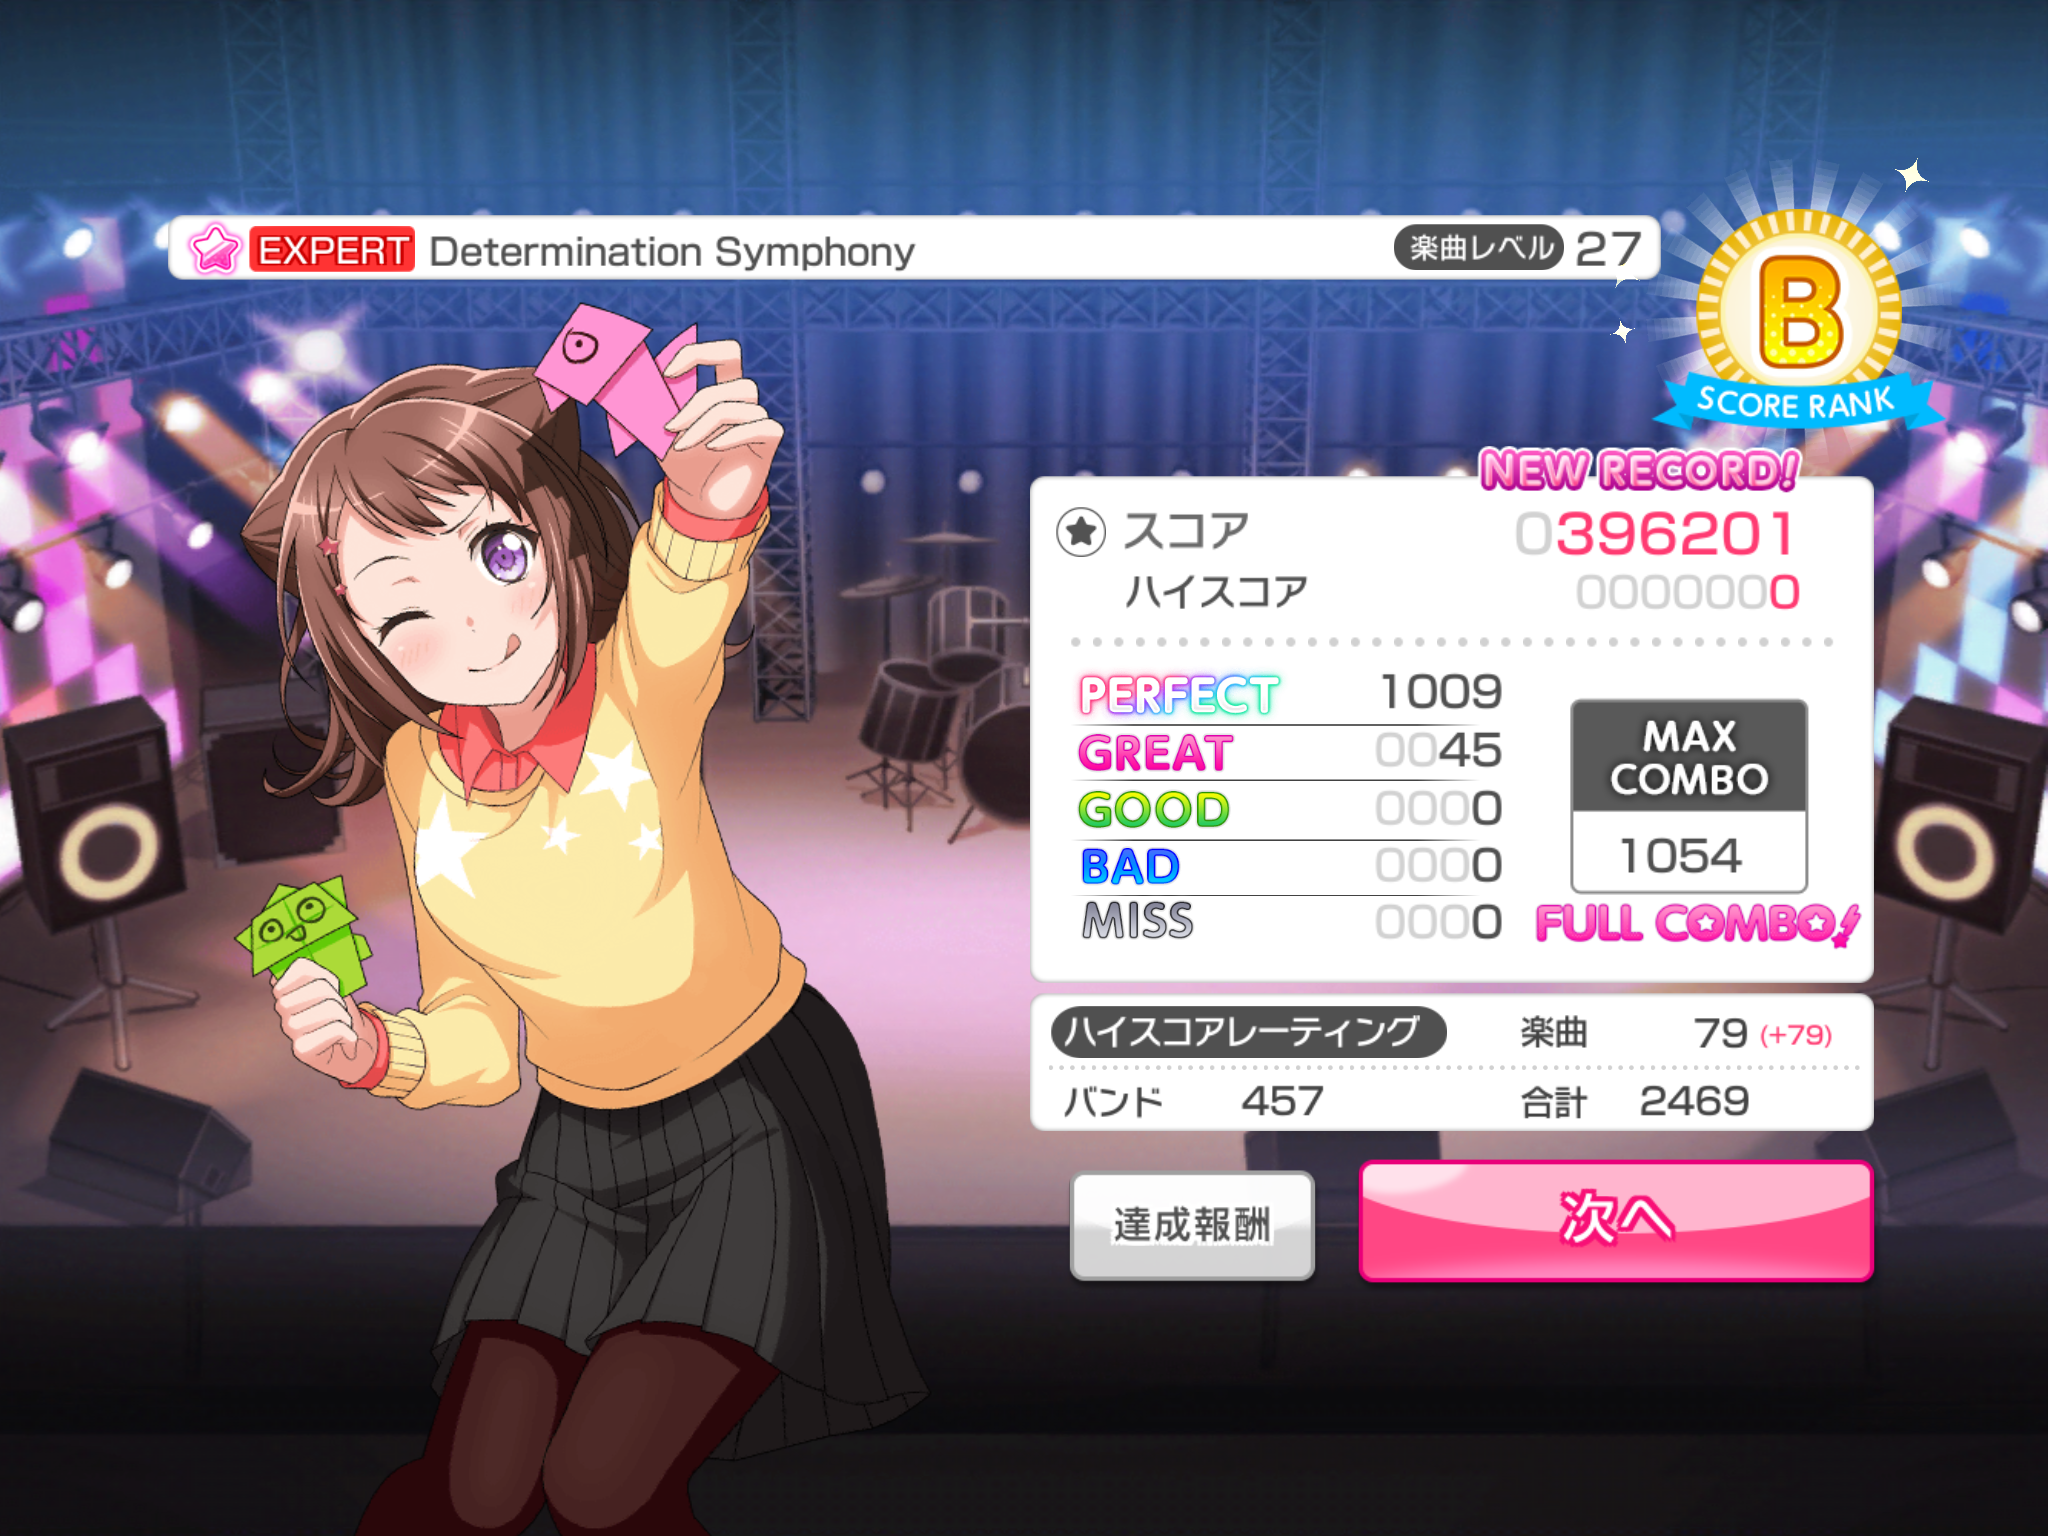 EXPERT Determination Symphony 楽曲レベル 27
B
SCORE RANK
NEW RECORD!
スコア 0396201
ハイスコア 0000000
PERFECT 1009
GREAT 0045
GOOD 0000
BAD 0000
MISS 0000
MAX
COMBO
1054
FULL COMBO!
ハイスコアレーティング 楽曲 79 (+79)
バンド 457 合計 2469
達成報酬 次へ